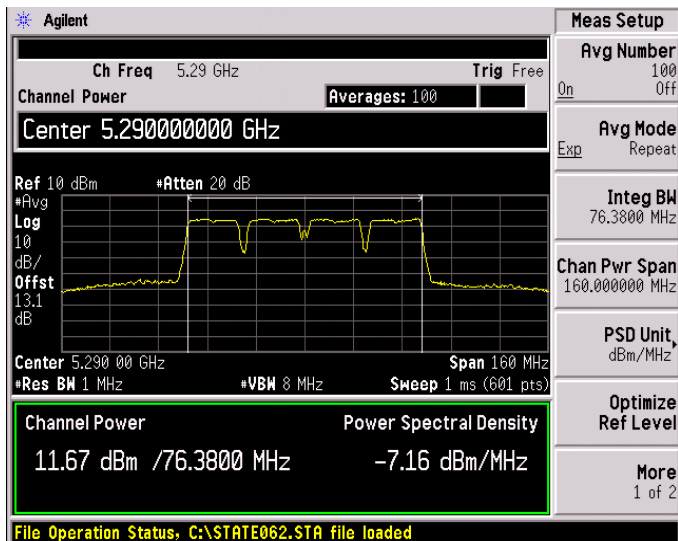 Agilent
Ch Freq 5.29 GHz Trig Free
Channel Power Averages: 100
Center 5.290000000 GHz
Ref 10 dBm #Atten 20 dB
#Avg
Log
10
dB/
Offst
13.1
dB
Center 5.290 00 GHz Span 160 MHz
#Res BW 1 MHz #VBW 8 MHz Sweep 1 ms (601 pts)
Channel Power Power Spectral Density
11.67 dBm /76.3800 MHz -7.16 dBm/MHz
File Operation Status, C:\STATE062.STA file loaded
Meas Setup
Avg Number
100
On Off
Avg Mode
Exp Repeat
Integ BW
76.3800 MHz
Chan Pwr Span
160.000000 MHz
PSD Unit
dBm/MHz
Optimize
Ref Level
More
1 of 2